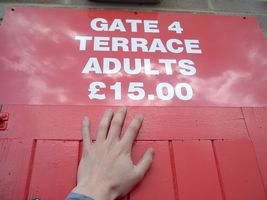 GATE 4
TERRACE
ADULTS
£15.00